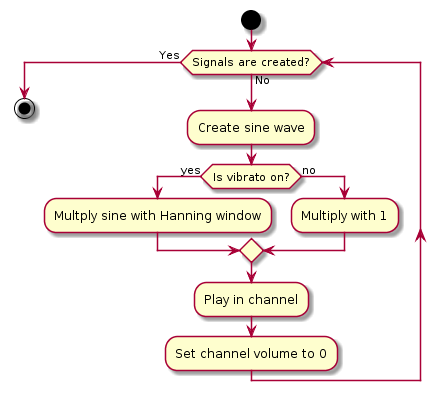 Yes
Signals are created?
No
Create sine wave
yes
Is vibrato on?
no
Multply sine with Hanning window
Multiply with 1
Play in channel
Set channel volume to 0